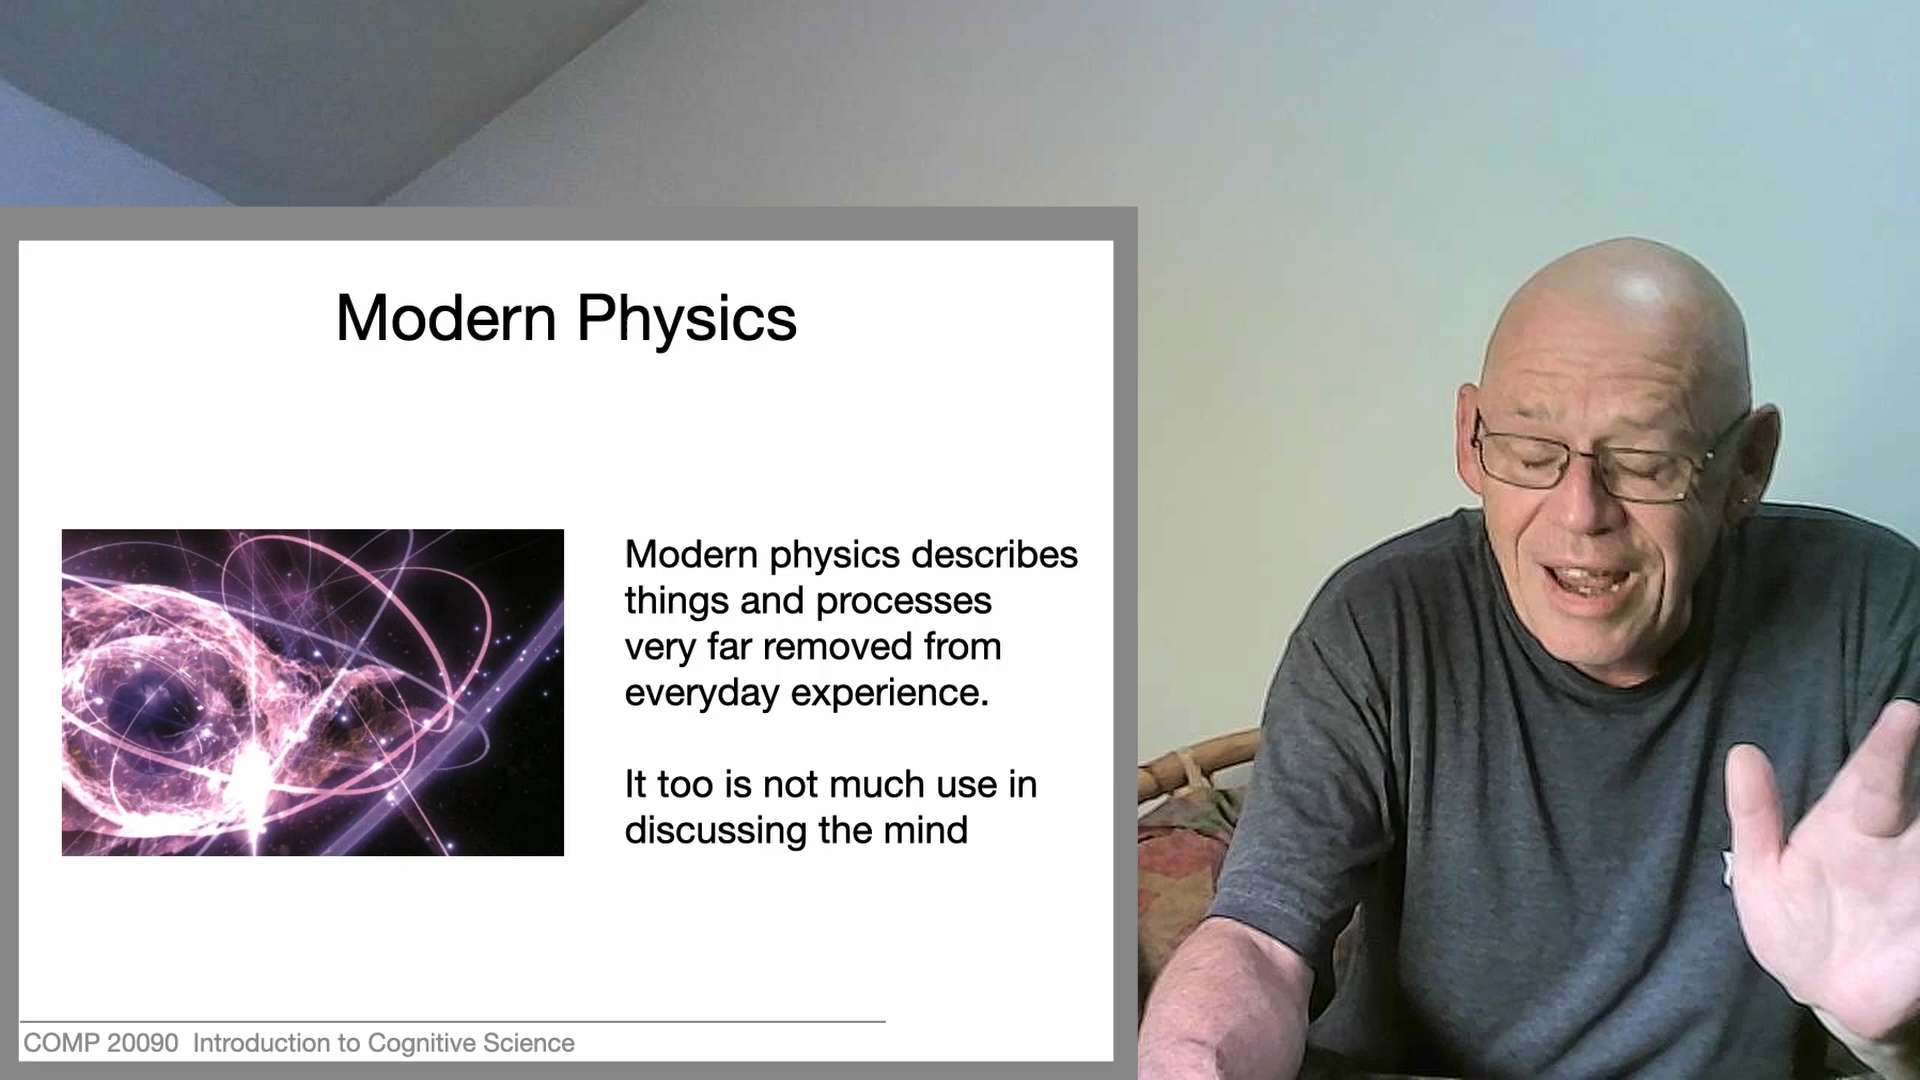 Modern Physics
Modern physics describes
things and processes
very far removed from
everyday experience.
It too is not much use in
discussing the mind
COMP 20090 Introduction to Cognitive Science